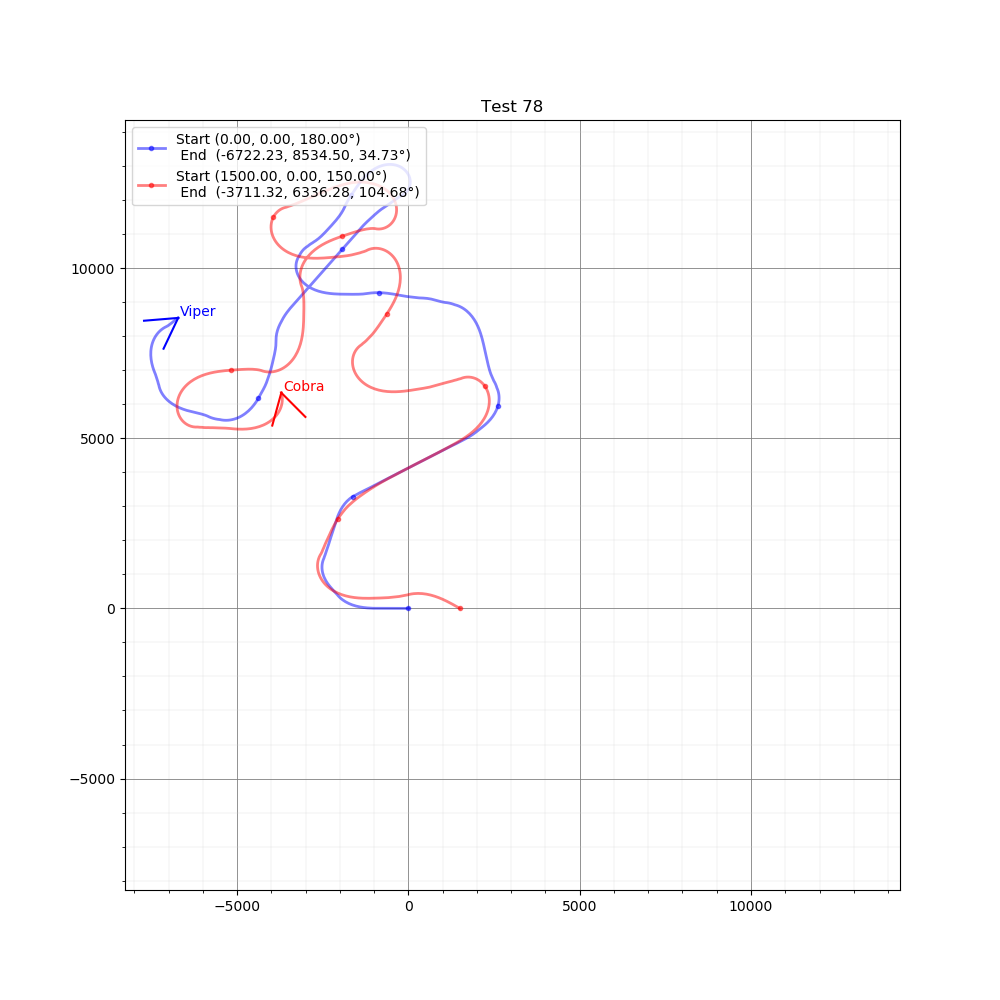 Test 78
Start (0.00, 0.00, 180.00°)
End (-6722.23, 8534.50, 34.73°)
Start (1500.00, 0.00, 150.00°)
End (-3711.32, 6336.28, 104.68°)
10000
Viper
Cobra
5000
0
−5000
−5000
0
5000
10000